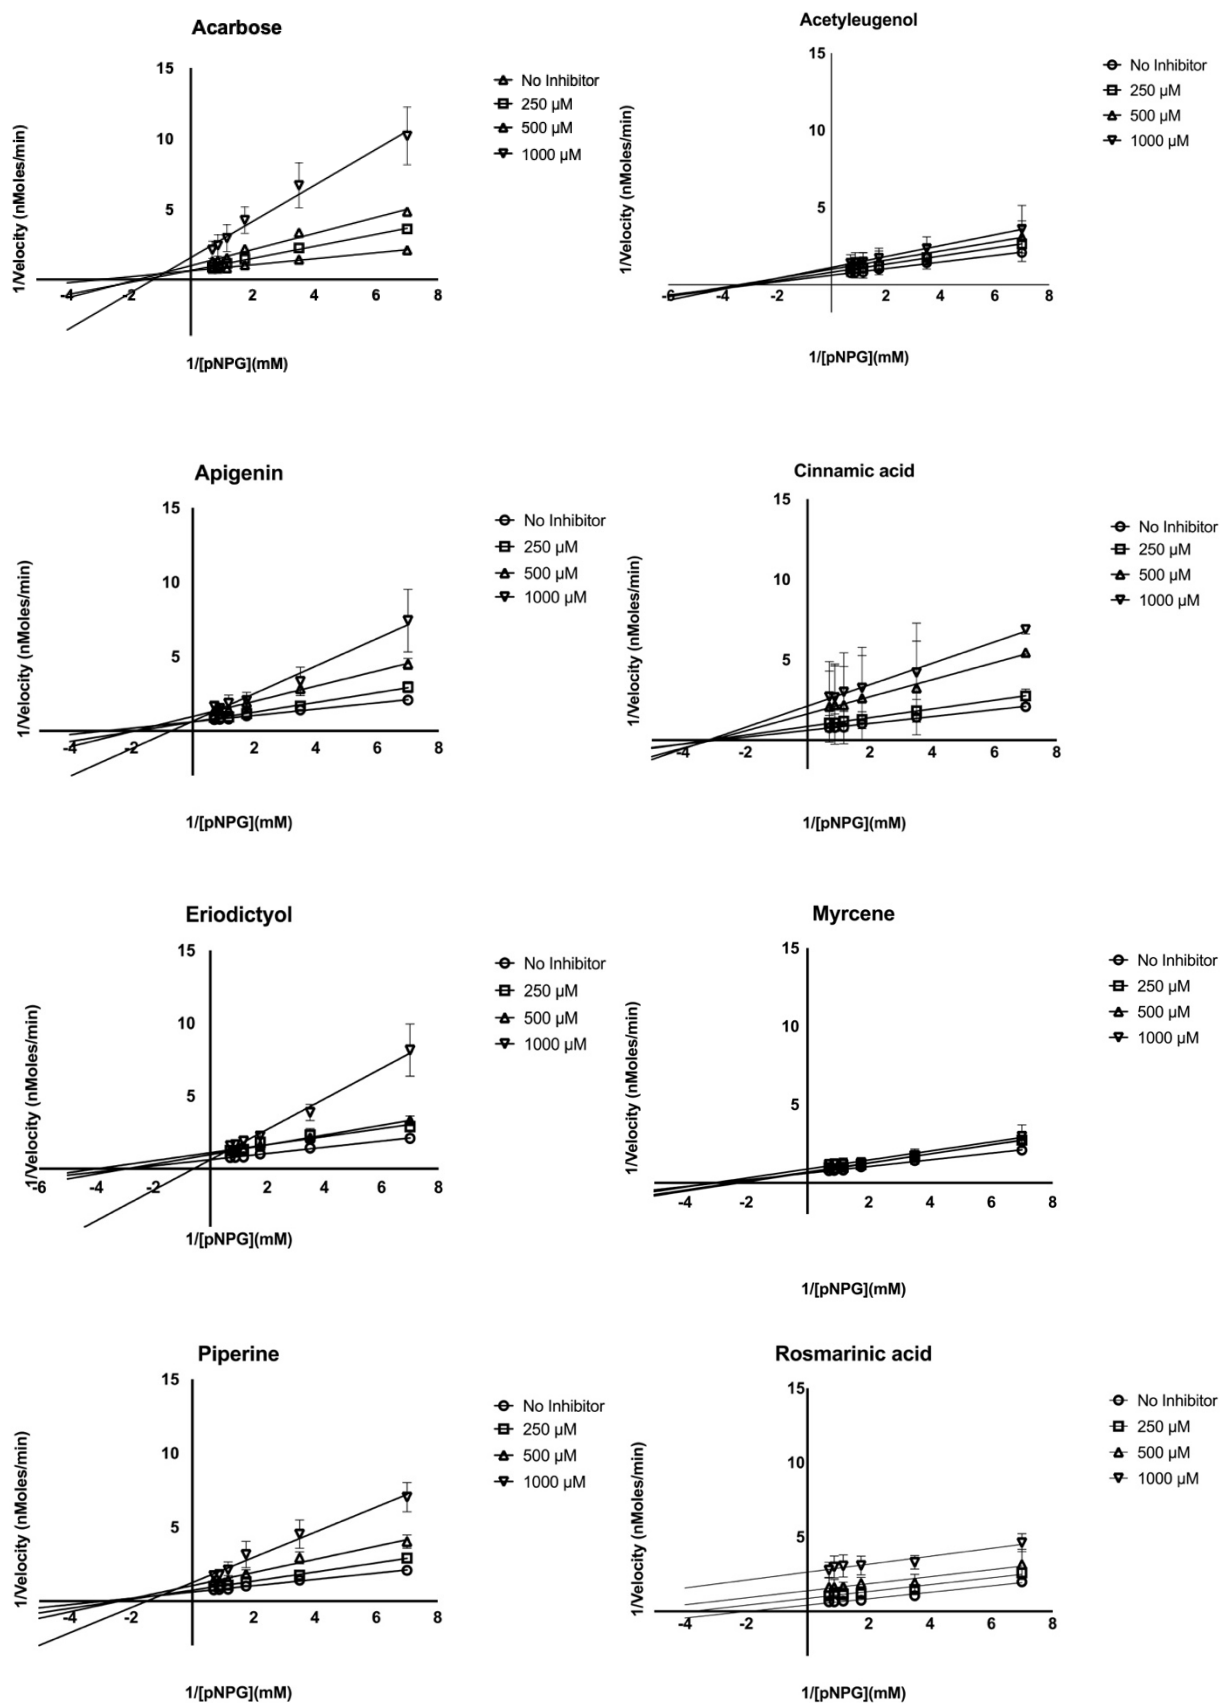 Acarbose
15
10
5
-4
-2
2
4
6
8
1/Velocity (nMoles/min)
1/[pNPG](mM)
No Inhibitor
250 µM
500 µM
1000 µM
Acetyleugenol
15
10
5
-6
-4
-2
2
4
6
8
1/Velocity (nMoles/min)
1/[pNPG](mM)
No Inhibitor
250 µM
500 µM
1000 µM
Apigenin
15
10
5
-4
-2
2
4
6
8
1/Velocity (nMoles/min)
1/[pNPG](mM)
No Inhibitor
250 µM
500 µM
1000 µM
Cinnamic acid
15
10
5
-4
-2
2
4
6
8
1/Velocity (nMoles/min)
1/[pNPG](mM)
No Inhibitor
250 µM
500 µM
1000 µM
Eriodictyol
15
10
5
-6
-4
-2
2
4
6
8
1/Velocity (nMoles/min)
1/[pNPG](mM)
No Inhibitor
250 µM
500 µM
1000 µM
Myrcene
15
10
5
-4
-2
2
4
6
8
1/Velocity (nMoles/min)
1/[pNPG](mM)
No Inhibitor
250 µM
500 µM
1000 µM
Piperine
15
10
5
-4
-2
2
4
6
8
1/Velocity (nMoles/min)
1/[pNPG](mM)
No Inhibitor
250 µM
500 µM
1000 µM
Rosmarinic acid
15
10
5
-4
-2
2
4
6
8
1/Velocity (nMoles/min)
1/[pNPG](mM)
No Inhibitor
250 µM
500 µM
1000 µM